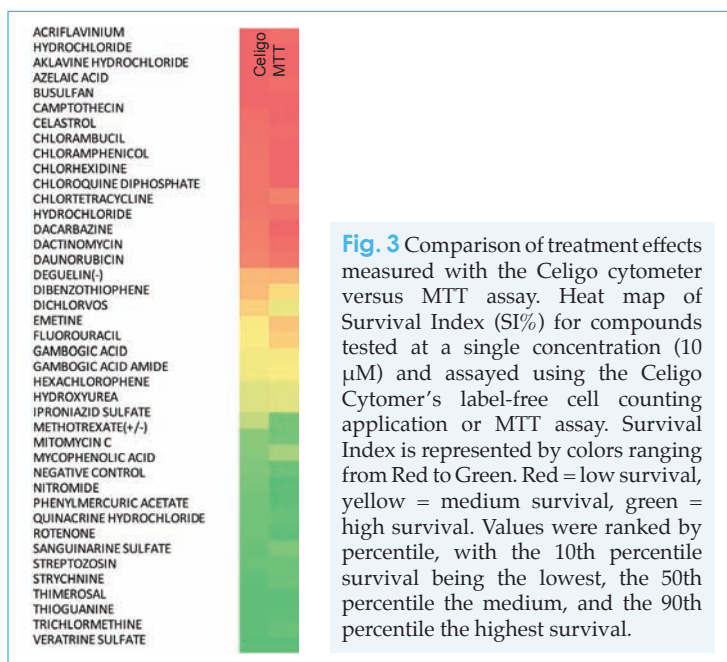 ACRIFLAVINIUM
HYDROCHLORIDE
AKLAVINE HYDROCHLORIDE
AZELAIC ACID
BUSULFAN
CAMPTOTHECIN
CELASTROL
CHLORAMBUCIL
CHLORAMPHENICOL
CHLORHEXIDINE
CHLOROQUINE DIPHOSPHATE
CHLORTETRACYCLINE
HYDROCHLORIDE
DACARBAZINE
DACTINOMYCIN
DAUNORUBICIN
DEGUELIN(-)
DIBENZOTHIOPHENE
DICHLORVOS
EMETINE
FLUOROURACIL
GAMBOGIC ACID
GAMBOGIC ACID AMIDE
HEXACHLOROPHENE
HYDROXYUREA
IPRONIAZID SULFATE
METHOTREXATE(+/-)
MITOMYCIN C
MYCOPHENOLIC ACID
NEGATIVE CONTROL
NITROMIDE
PHENYLMERCURIC ACETATE
QUINACRINE HYDROCHLORIDE
ROTENONE
SANGUINARINE SULFATE
STREPTOZOSIN
STRYCHNINE
THIMEROSAL
THIOGUANINE
TRICHLORMETHINE
VERATRINE SULFATE
Celigo
MTT
Fig. 3 Comparison of treatment effects
measured with the Celigo cytometer
versus MTT assay. Heat map of
Survival Index (SI%) for compounds
tested at a single concentration (10
μM) and assayed using the Celigo
Cytomer's label-free cell counting
application or MTT assay. Survival
Index is represented by colors ranging
from Red to Green. Red = low survival,
yellow = medium survival, green =
high survival. Values were ranked by
percentile, with the 10th percentile
survival being the lowest, the 50th
percentile the medium, and the 90th
percentile the highest survival.